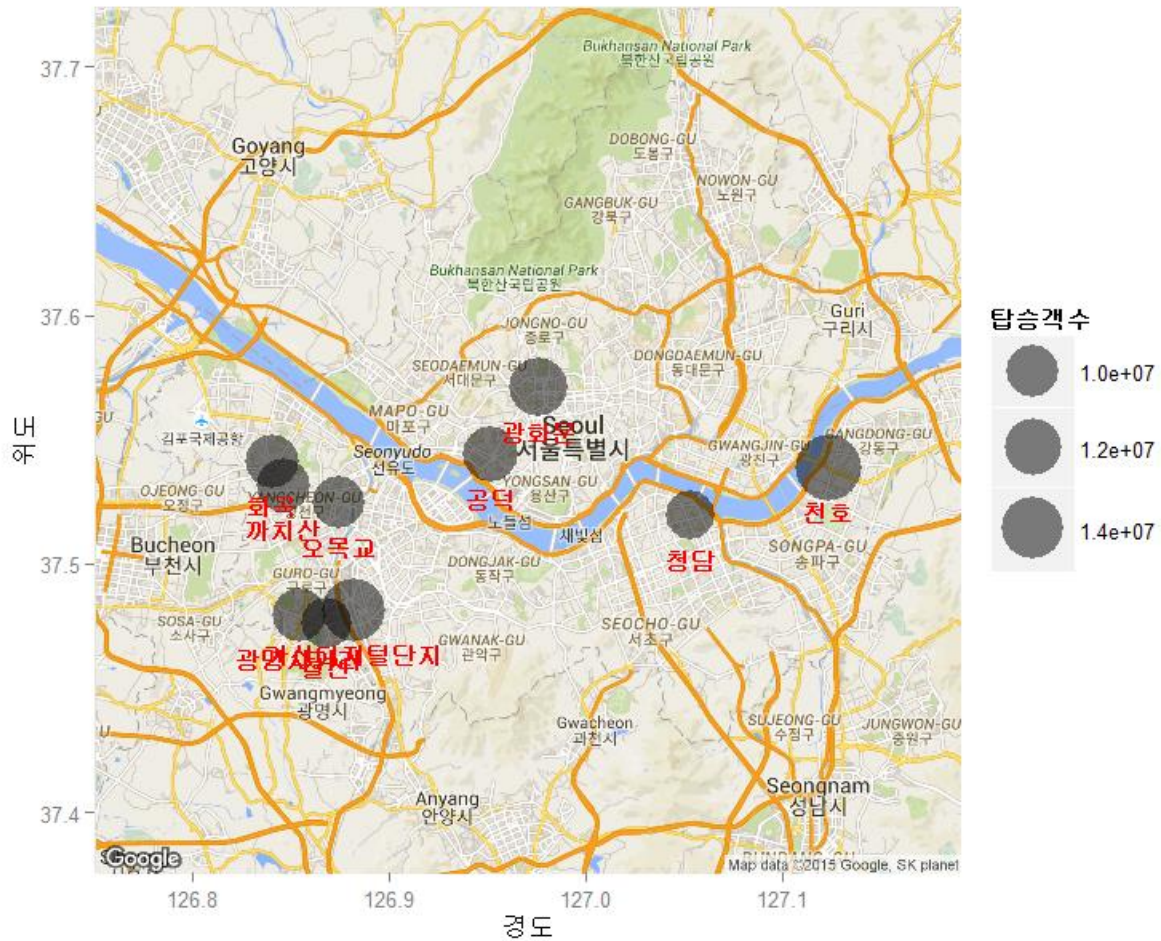 위도
37.7
37.6
37.5
37.4
126.8
126.9
127.0
127.1
경도
Bukhansan National Park
북한산국립공원
Goyang
고양시
DOBONG-GU
도봉구
NOWON-GU
노원구
GANGBUK-GU
강북구
Bukhansan National Park
북한산국립공원
JONGNO-GU
종로구
Guri
구리시
SEODAEMUN-GU
서대문구
DONGDAEMUN-GU
동대문구
MAPO-GU
마포구
광화문
Seoul
서울특별시
김포국제공항
Seonyudo
선유도
GWANGJIN-GU
광진구
GANGDONG-GU
강동구
OJEONG-GU
오정구
YONGSAN-GU
용산구
공덕
노들섬
새빛섬
천호
까치산
오목교
청담
Bucheon
부천시
GURO-GU
구로구
DONGJAK-GU
동작구
SONGPA-GU
송파구
SOSA-GU
소사구
GWANAK-GU
관악구
SEOCHO-GU
서초구
Gwangmyeong
광명시
Gwacheon
과천시
SUJEONG-GU
수정구
JUNGWON-GU
중원구
Anyang
안양시
Seongnam
성남시
Google
Map data ©2015 Google, SK planet
탑승객수
1.0e+07
1.2e+07
1.4e+07